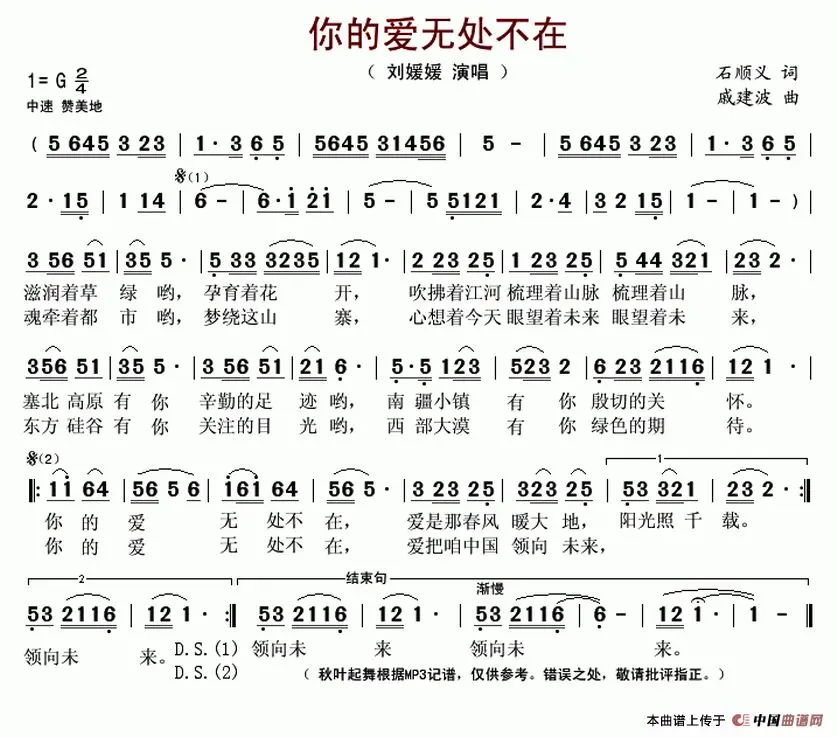 你的爱无处不在
（ 刘媛媛 演唱 ）
1= G 2/4
中速 赞美地
石顺义 词
戚建波 曲
( 5 645 3 23 | 1· 3 6 5 | 5645 31456 | 5 - | 5 645 3 23 | 1· 3 6 5 |
𝄋(1)
2· 15 | 1 14 | 6 - | 6· 1 21 | 5 - | 5 5121 | 2· 4 | 3 2 15 | 1 - | 1 - )
3 56 51 | 35 5· | 5 33 3235 | 12 1· | 2 23 25 | 1 23 25 | 5 44 321 | 23 2· |
滋润着草 绿 哟， 孕育着花 开， 吹拂着江河 梳理着山脉 梳理着山 脉，
魂牵着都 市 哟， 梦绕这山 寨， 心想着今天 眼望着未来 眼望着未 来，
356 51 | 35 5· | 3 56 51 | 21 6· | 5· 5 123 | 523 2 | 6 23 2116 | 12 1· |
塞北 高原 有 你 辛勤的足 迹 哟， 南 疆小镇 有 你 殷切的关 怀。
东方 硅谷 有 你 关注的目 光 哟， 西 部大漠 有 你 绿色的期 待。
𝄋(2)
1
‖: 11 64 | 56 5 6 | 161 64 | 56 5· | 3 23 25 | 323 25 | 53 321 | 23 2· :‖
你 的 爱 无 处不 在， 爱是那春风 暖大 地， 阳光照 千 载。
你 的 爱 无 处不 在， 爱把咱中国 领向 未来，
2
结束句
渐慢
53 2116 | 12 1· :‖ 53 2116 | 12 1· | 53 2116 | 6 - | 12 1· | 1 - ‖
领向未 来。 D.S.(1) 领向未 来 领向未 来。
D.S.(2)
（ 秋叶起舞根据MP3记谱，仅供参考。错误之处，敬请批评指正。）
本曲谱上传于 中国曲谱网